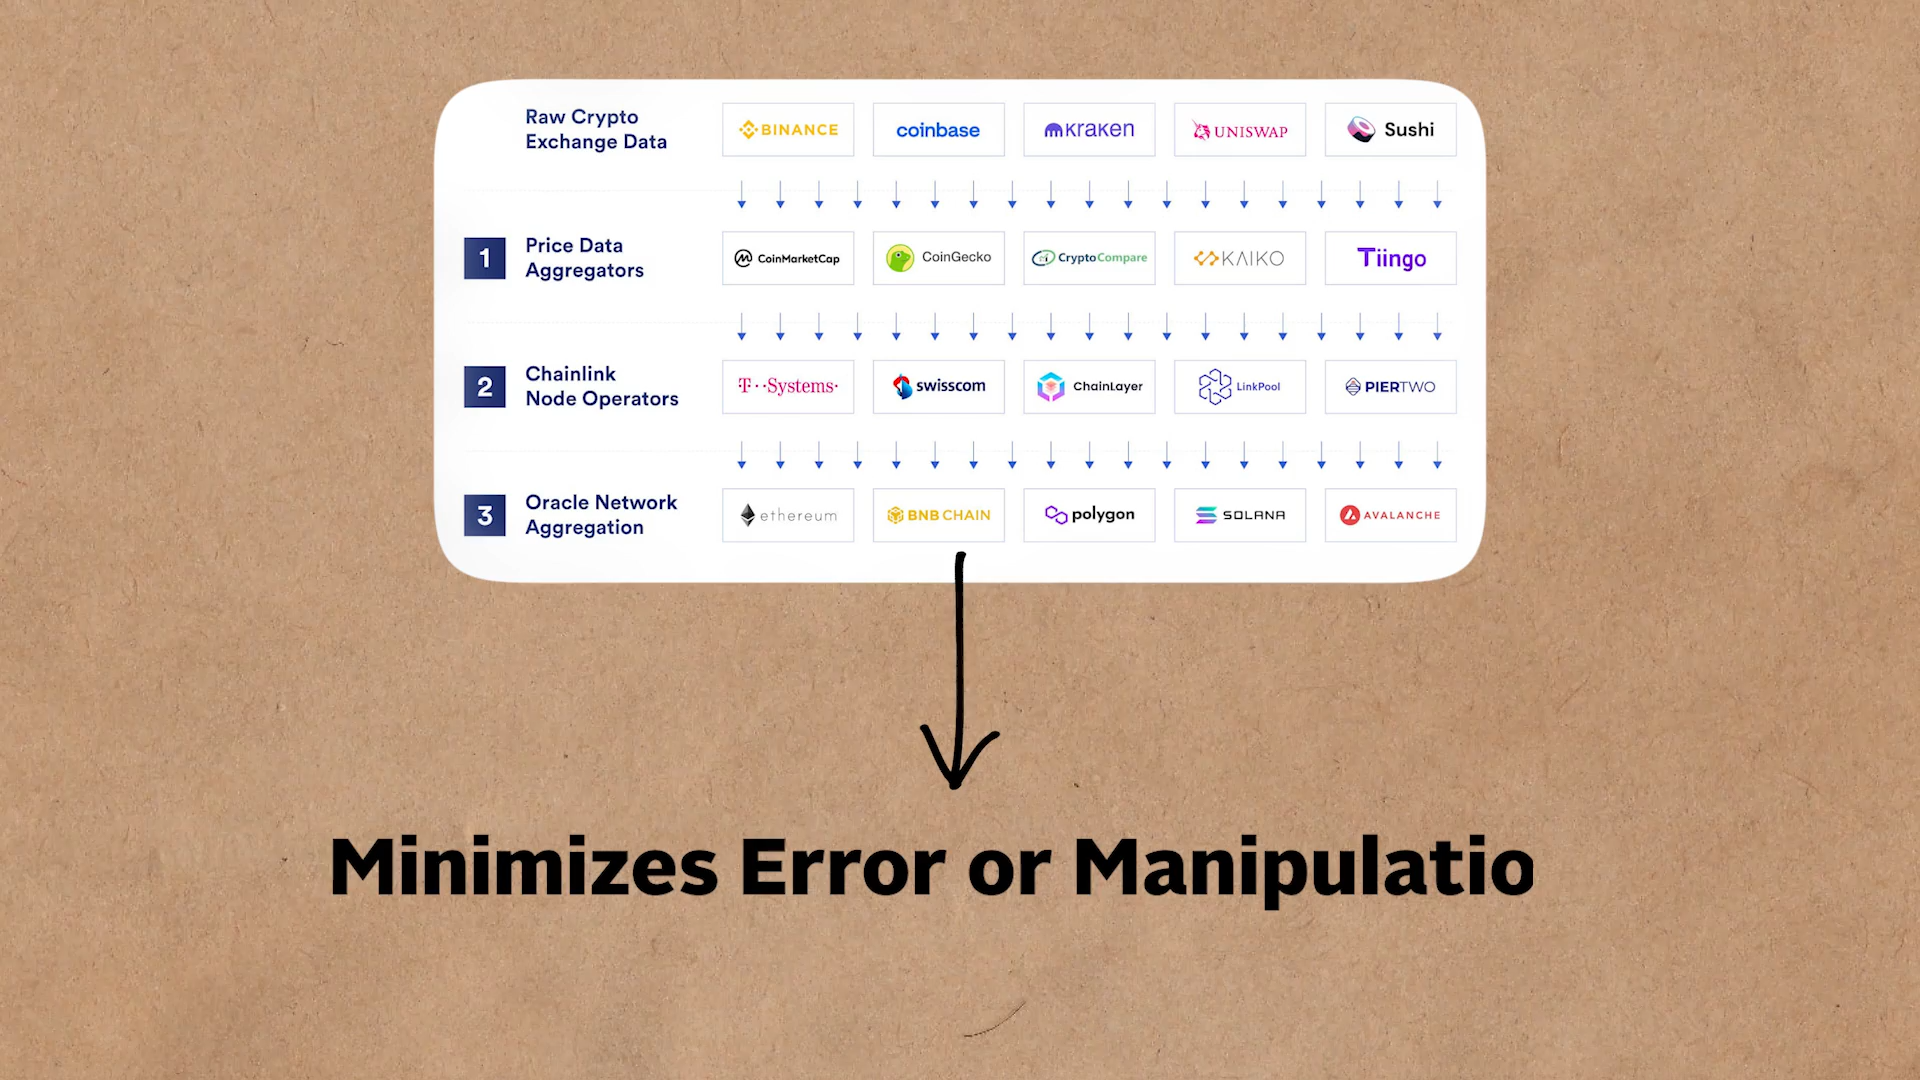 Raw Crypto
Exchange Data
BINANCE
coinbase
kraken
UNISWAP
Sushi
1
Price Data
Aggregators
CoinMarketCap
CoinGecko
CryptoCompare
KAIKO
Tiingo
2
Chainlink
Node Operators
T··Systems·
swisscom
ChainLayer
LinkPool
PIERTWO
3
Oracle Network
Aggregation
ethereum
BNB CHAIN
polygon
SOLANA
AVALANCHE
Minimizes Error or Manipulatio